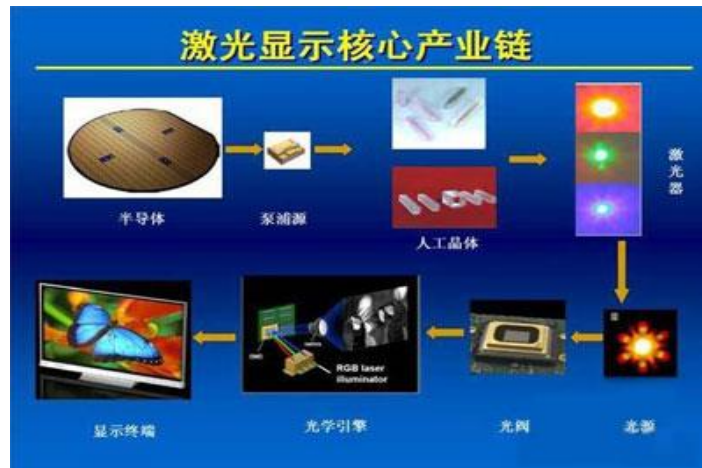 激光显示核心产业链
半导体
泵浦源
人工晶体
激光器
RGB laser
illuminator
显示终端
光学引擎
光阀
光源